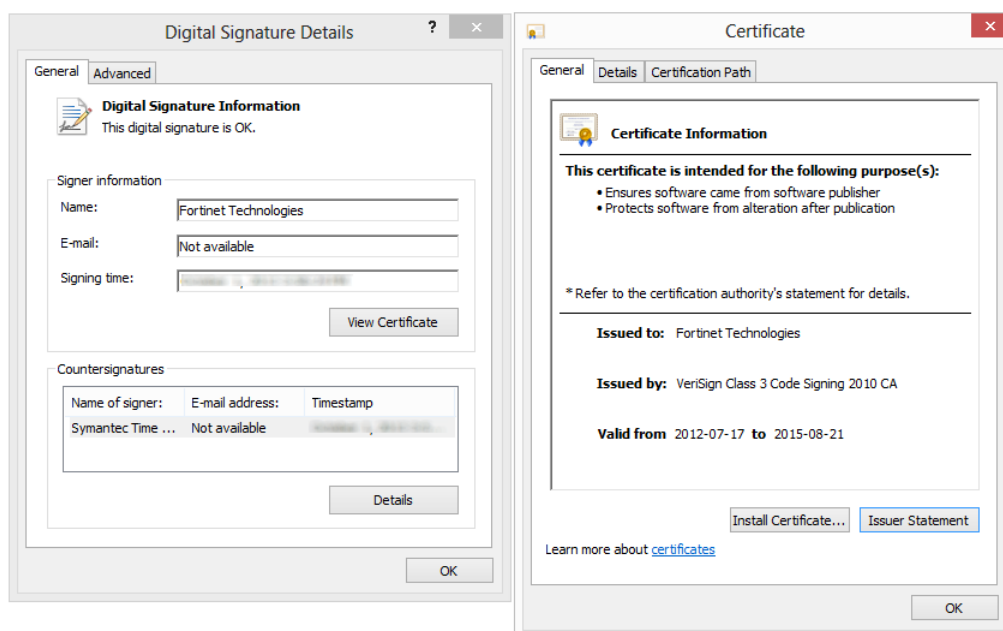 Digital Signature Details
?
General
Advanced
Digital Signature Information
This digital signature is OK.
Signer information
Name:
Fortinet Technologies
E-mail:
Not available
Signing time:
View Certificate
Countersignatures
Name of signer:
E-mail address:
Timestamp
Symantec Time ...
Not available
Details
OK
Certificate
General
Details
Certification Path
Certificate Information
This certificate is intended for the following purpose(s):
• Ensures software came from software publisher
• Protects software from alteration after publication
* Refer to the certification authority's statement for details.
Issued to: Fortinet Technologies
Issued by: VeriSign Class 3 Code Signing 2010 CA
Valid from 2012-07-17 to 2015-08-21
Install Certificate...
Issuer Statement
Learn more about certificates
OK